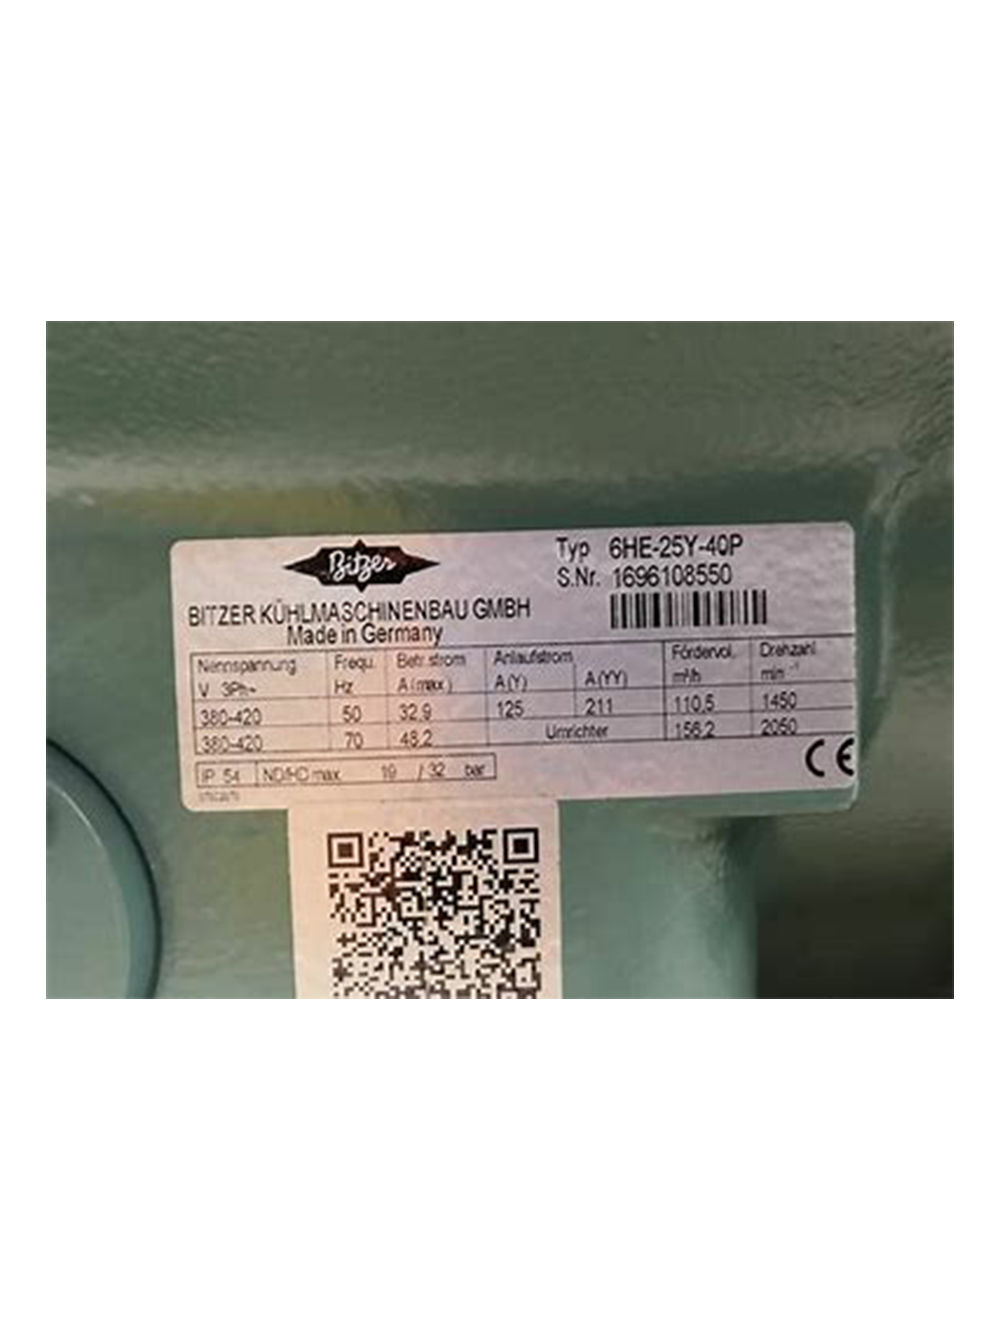 Bitzer
BITZER KÜHLMASCHINENBAU GMBH
Made in Germany
Typ 6HE-25Y-40P
S.Nr. 1696108550
Nennspannung Frequ. Betr.strom Anlaufstrom Fördervol. Drehzahl
V 3Ph~ Hz A(max.) A(Y) A(YY) m³/h min⁻¹
380-420 50 32,9 125 211 110,5 1450
380-420 70 48,2 Umrichter 156,2 2050
IP 54 ND/HD max. 19 / 32 bar
CE